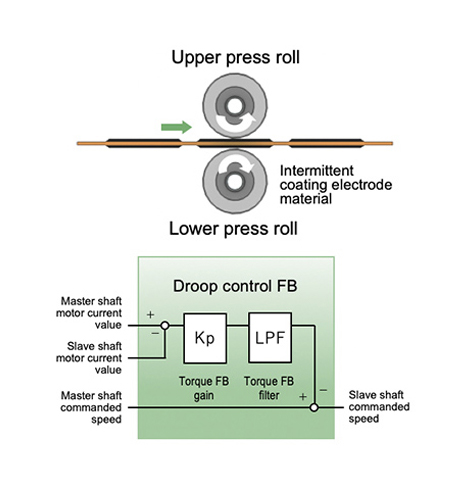 Upper press roll
Intermittent
coating electrode
material
Lower press roll
Droop control FB
Master shaft
motor current
value
+
−
Kp
LPF
Slave shaft
motor current
value
Torque FB
gain
Torque FB
filter
Master shaft
commanded
speed
+
−
Slave shaft
commanded
speed